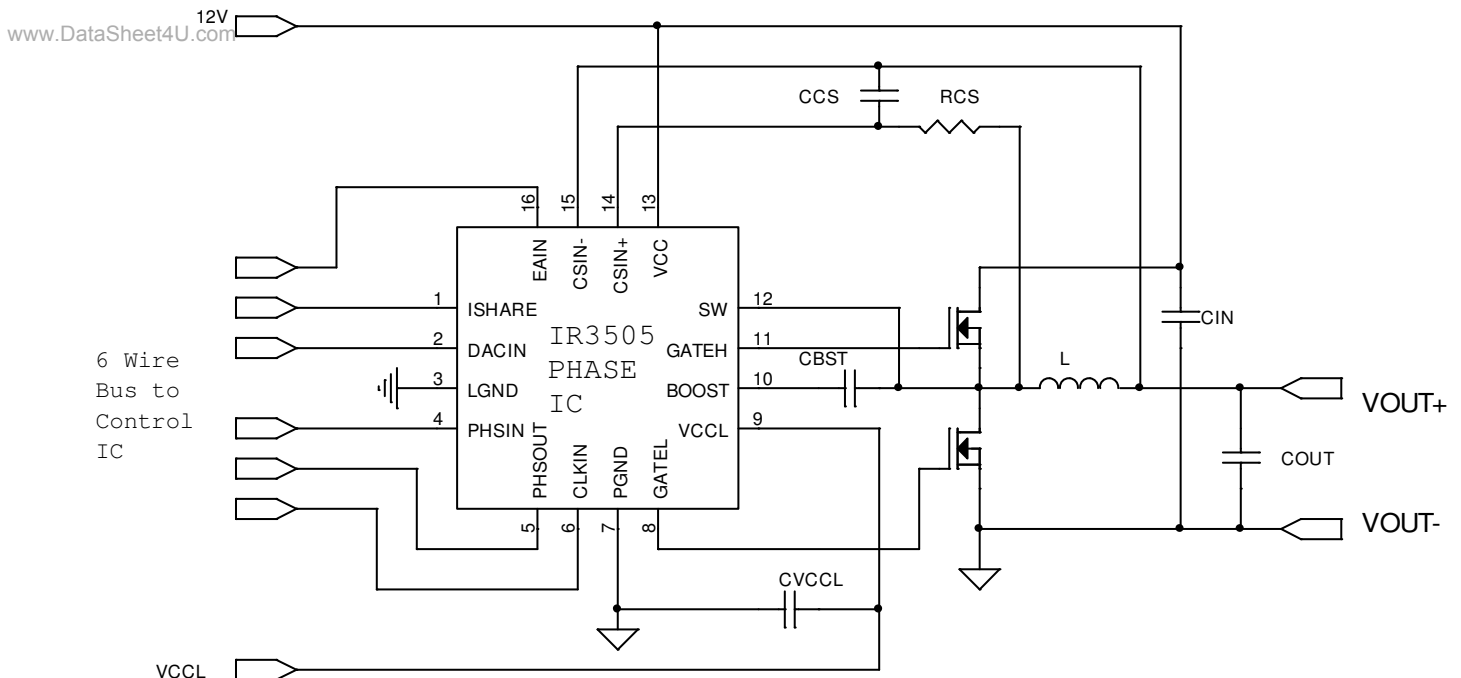 12V
www.DataSheet4U.com
CCS
RCS
16
15
14
13
EAIN
CSIN-
CSIN+
VCC
1
ISHARE
2
DACIN
3
LGND
4
PHSIN
IR3505
PHASE
IC
SW
12
GATEH
11
BOOST
10
VCCL
9
PHSOUT
CLKIN
PGND
GATEL
5
6
7
8
6 Wire
Bus to
Control
IC
CBST
L
CIN
VOUT+
COUT
VOUT-
CVCCL
VCCL